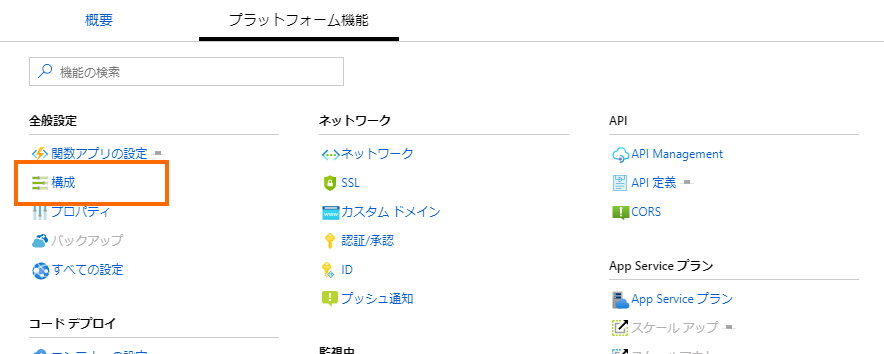 概要
プラットフォーム機能
機能の検索
全般設定
関数アプリの設定
構成
プロパティ
バックアップ
すべての設定
コード デプロイ
ネットワーク
ネットワーク
SSL
カスタム ドメイン
認証/承認
ID
プッシュ通知
監視中
API
API Management
API 定義
CORS
App Service プラン
App Service プラン
スケール アップ